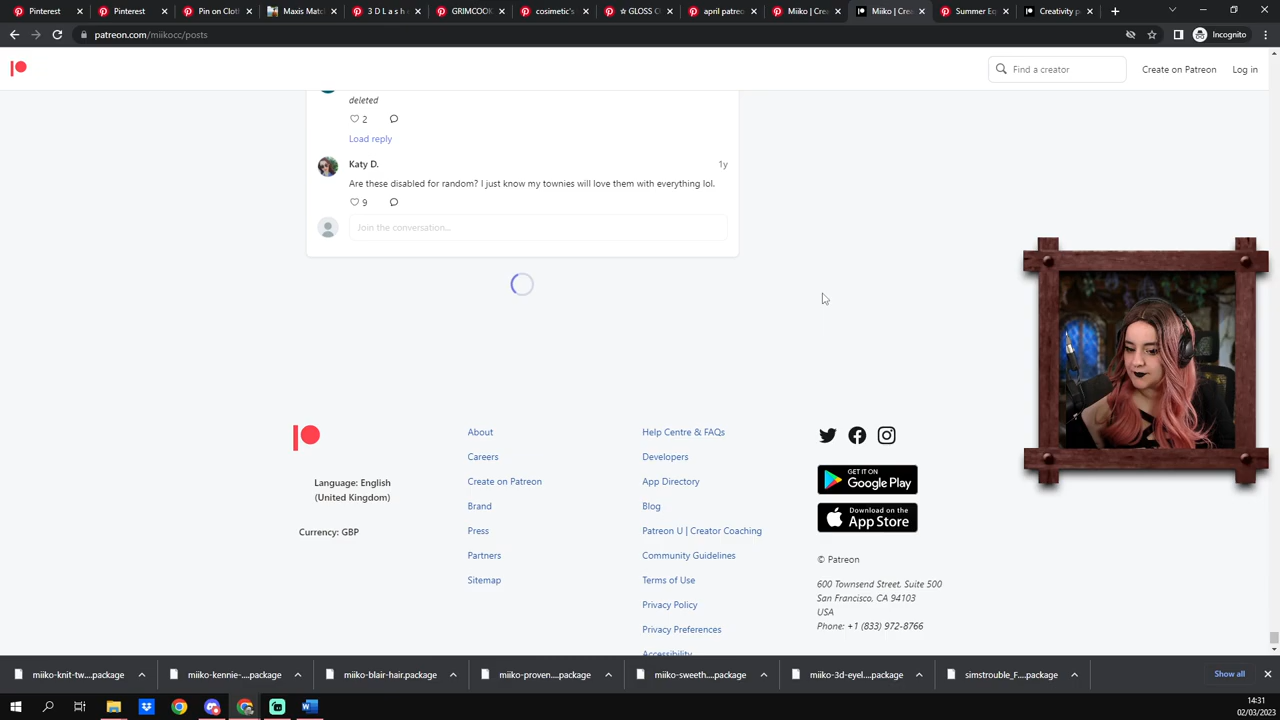 Pinterest
Pinterest
Pin on Clot
Maxis Matc
3 D L a s h
GRIMCOOK
cosmetic's
☆ GLOSS C
april patreo
Miiko | Cre
Miiko | Crea
Summer Eq
Creativity p
patreon.com/miikocc/posts
Incognito
Find a creator
Create on Patreon
Log in
deleted
2
Load reply
Katy D.
1y
Are these disabled for random? I just know my townies will love them with everything lol.
9
Join the conversation...
Language: English
(United Kingdom)
Currency: GBP
About
Careers
Create on Patreon
Brand
Press
Partners
Sitemap
Help Centre & FAQs
Developers
App Directory
Blog
Patreon U | Creator Coaching
Community Guidelines
Terms of Use
Privacy Policy
Privacy Preferences
Accessibility
GET IT ON
Google Play
Download on the
App Store
© Patreon
600 Townsend Street, Suite 500
San Francisco, CA 94103
USA
Phone: +1 (833) 972-8766
miiko-knit-tw....package
miiko-kennie-....package
miiko-blair-hair.package
miiko-proven....package
miiko-sweeth....package
miiko-3d-eyel....package
simstrouble_F....package
Show all
14:31
02/03/2023